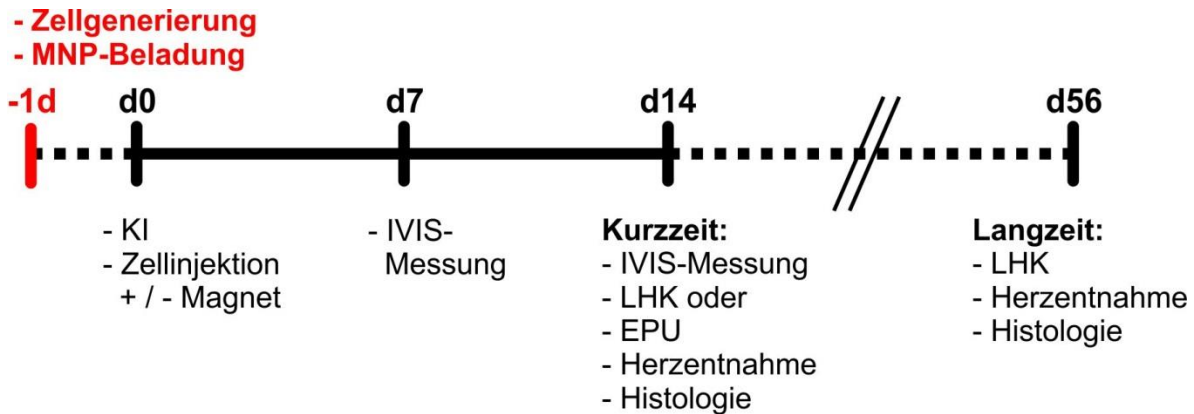 - Zellgenerierung
- MNP-Beladung
-1d
d0
d7
d14
d56
- KI
- Zellinjektion
+ / - Magnet
- IVIS-
Messung
Kurzzeit:
- IVIS-Messung
- LHK oder
- EPU
- Herzentnahme
- Histologie
Langzeit:
- LHK
- Herzentnahme
- Histologie